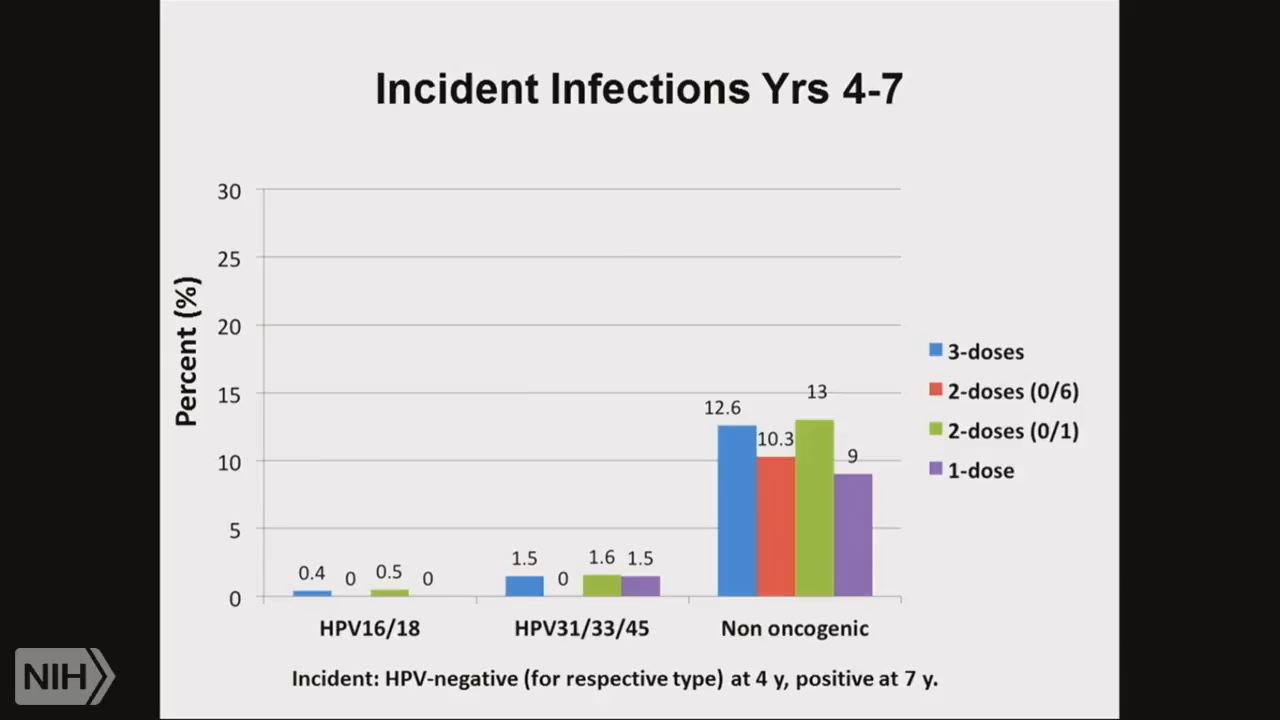 Incident Infections Yrs 4-7
30
25
20
15
10
5
0
Percent (%)
0.4
0
0.5
0
1.5
0
1.6
1.5
12.6
10.3
13
9
HPV16/18
HPV31/33/45
Non oncogenic
3-doses
2-doses (0/6)
2-doses (0/1)
1-dose
Incident: HPV-negative (for respective type) at 4 y, positive at 7 y.
NIH